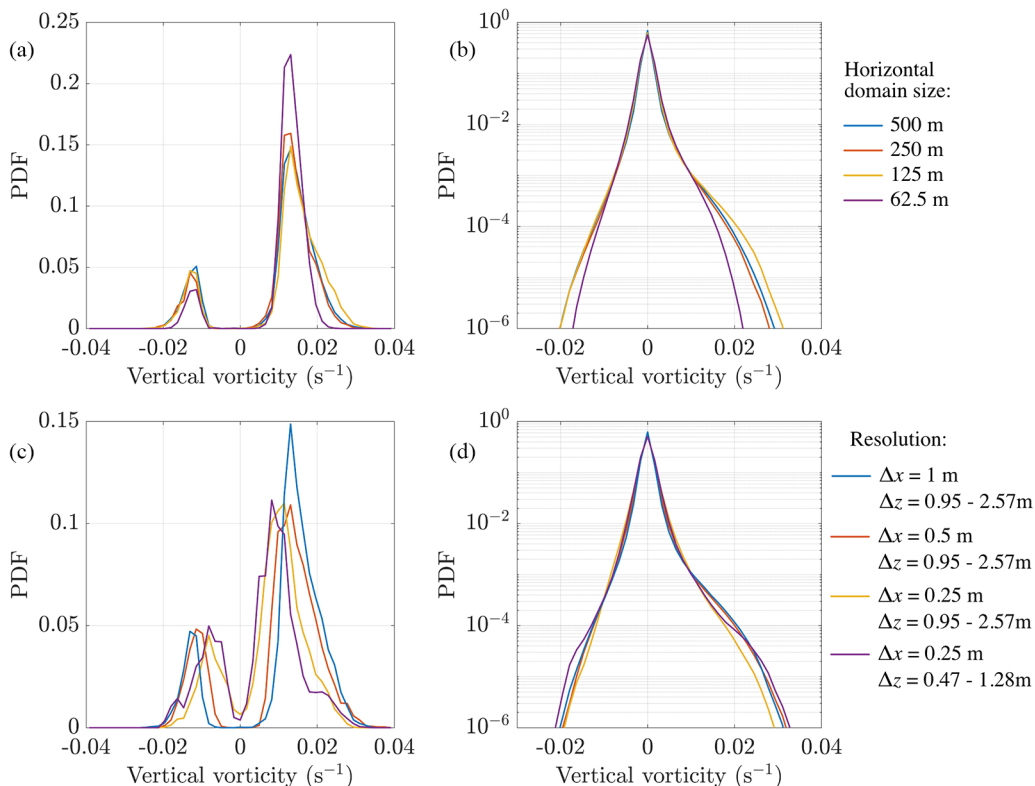 (a)
0.25
0.2
0.15
0.1
0.05
0
PDF
-0.04
-0.02
0
0.02
0.04
Vertical vorticity (s⁻¹)
(b)
10⁰
10⁻²
10⁻⁴
10⁻⁶
PDF
-0.02
0
0.02
0.04
Vertical vorticity (s⁻¹)
Horizontal
domain size:
500 m
250 m
125 m
62.5 m
(c)
0.15
0.1
0.05
0
PDF
-0.04
-0.02
0
0.02
0.04
Vertical vorticity (s⁻¹)
(d)
10⁰
10⁻²
10⁻⁴
10⁻⁶
PDF
-0.02
0
0.02
0.04
Vertical vorticity (s⁻¹)
Resolution:
Δx = 1 m
Δz = 0.95 - 2.57m
Δx = 0.5 m
Δz = 0.95 - 2.57m
Δx = 0.25 m
Δz = 0.95 - 2.57m
Δx = 0.25 m
Δz = 0.47 - 1.28m